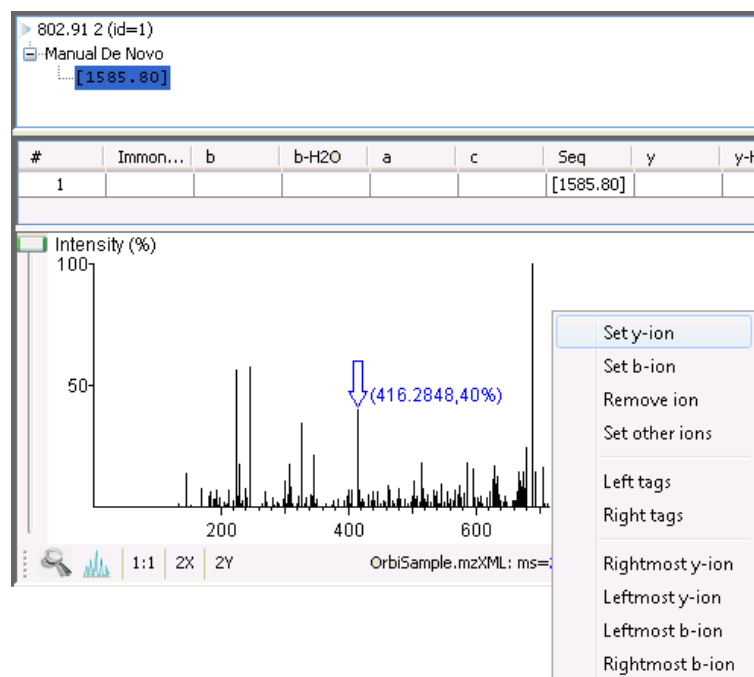 802.91 2 (id=1)
Manual De Novo
[1585.80]
# Immon... b b-H2O a c Seq y y-H
1 [1585.80]
Intensity (%)
100
50
(416.2848,40%)
200 400 600
1:1 2X 2Y OrbiSample.mzXML: ms=
Set y-ion
Set b-ion
Remove ion
Set other ions
Left tags
Right tags
Rightmost y-ion
Leftmost y-ion
Leftmost b-ion
Rightmost b-ion